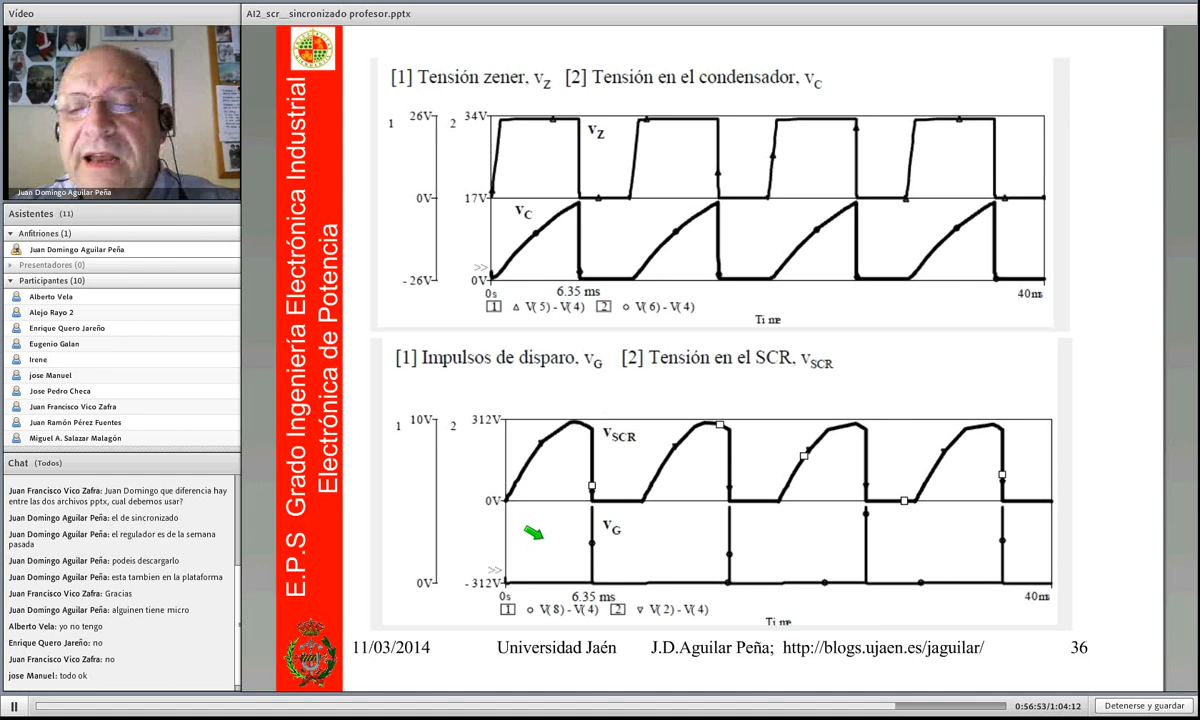 Vídeo
Juan Domingo Aguilar Peña
Asistentes (11)
Anfitriones (1)
Juan Domingo Aguilar Peña
Presentadores (0)
Participantes (10)
Alberto Vela
Alejo Rayo 2
Enrique Quero Jareño
Eugenio Galan
Irene
jose Manuel
Jose Pedro Checa
Juan Francisco Vico Zafra
Juan Ramón Pérez Fuentes
Miguel A. Salazar Malagón
Chat (Todos)
Juan Francisco Vico Zafra: Juan Domingo que diferencia hay
entre las dos archivos pptx, cual debemos usar?
Juan Domingo Aguilar Peña: el de sincronizado
Juan Domingo Aguilar Peña: el regulador es de la semana
pasada
Juan Domingo Aguilar Peña: podeis descargarlo
Juan Domingo Aguilar Peña: esta tambien en la plataforma
Juan Francisco Vico Zafra: Gracias
Juan Domingo Aguilar Peña: alguinen tiene micro
Alberto Vela: yo no tengo
Enrique Quero Jareño: no
Juan Francisco Vico Zafra: no
jose Manuel: todo ok
AI2_scr__sincronizado profesor.pptx
E.P.S Grado Ingeniería Electrónica Industrial
Electrónica de Potencia
[1] Tensión zener, vZ [2] Tensión en el condensador, vC
1 26V 2 34V
vZ
0V 17V
vC
>>
-26V 0V
0s 6.35 ms 40ms
1 V(5)-V(4) 2 V(6)-V(4)
Time
[1] Impulsos de disparo, vG [2] Tensión en el SCR, vSCR
1 10V 2 312V
vSCR
0V
vG
>>
0V -312V
0s 6.35 ms 40ms
1 V(8)-V(4) 2 V(2)-V(4)
Time
11/03/2014 Universidad Jaén J.D.Aguilar Peña; http://blogs.ujaen.es/jaguilar/ 36
0:56:53/1:04:12 Detenerse y guardar